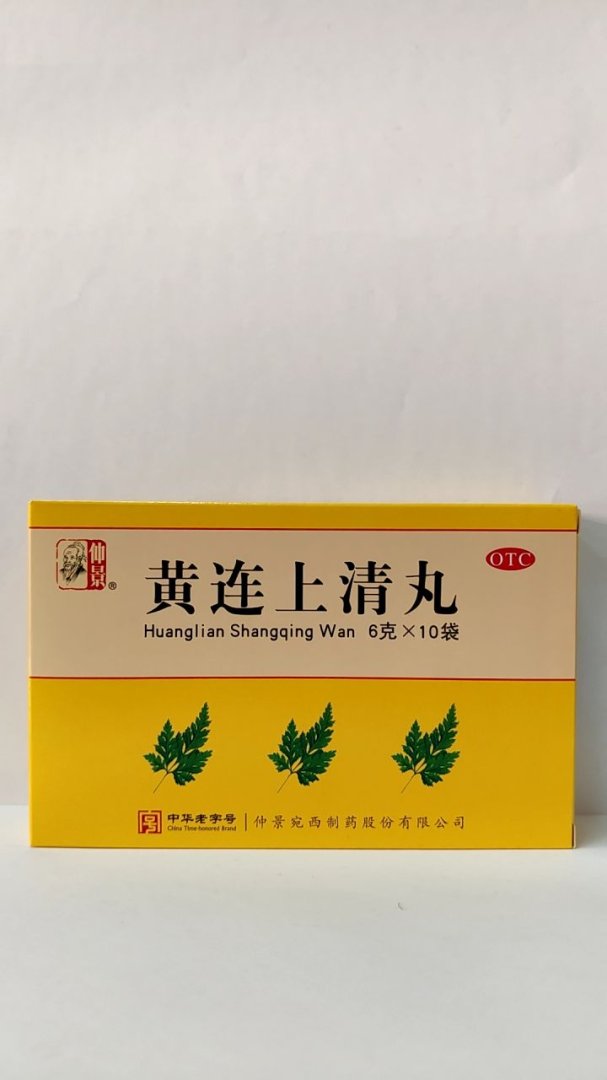 仲景®
OTC
黄连上清丸
Huanglian Shangqing Wan 6克×10袋
中华老字号
China Time-honored Brand
仲景宛西制药股份有限公司